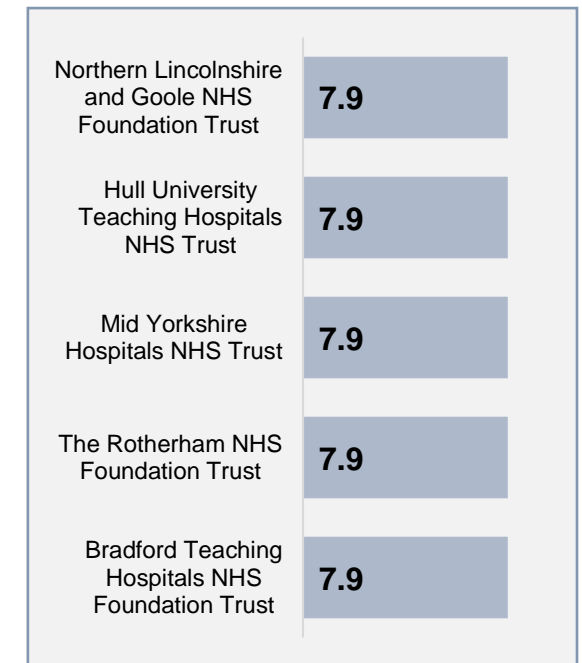 Northern Lincolnshire
and Goole NHS
Foundation Trust
7.9
Hull University
Teaching Hospitals
NHS Trust
7.9
Mid Yorkshire
Hospitals NHS Trust
7.9
The Rotherham NHS
Foundation Trust
7.9
Bradford Teaching
Hospitals NHS
Foundation Trust
7.9